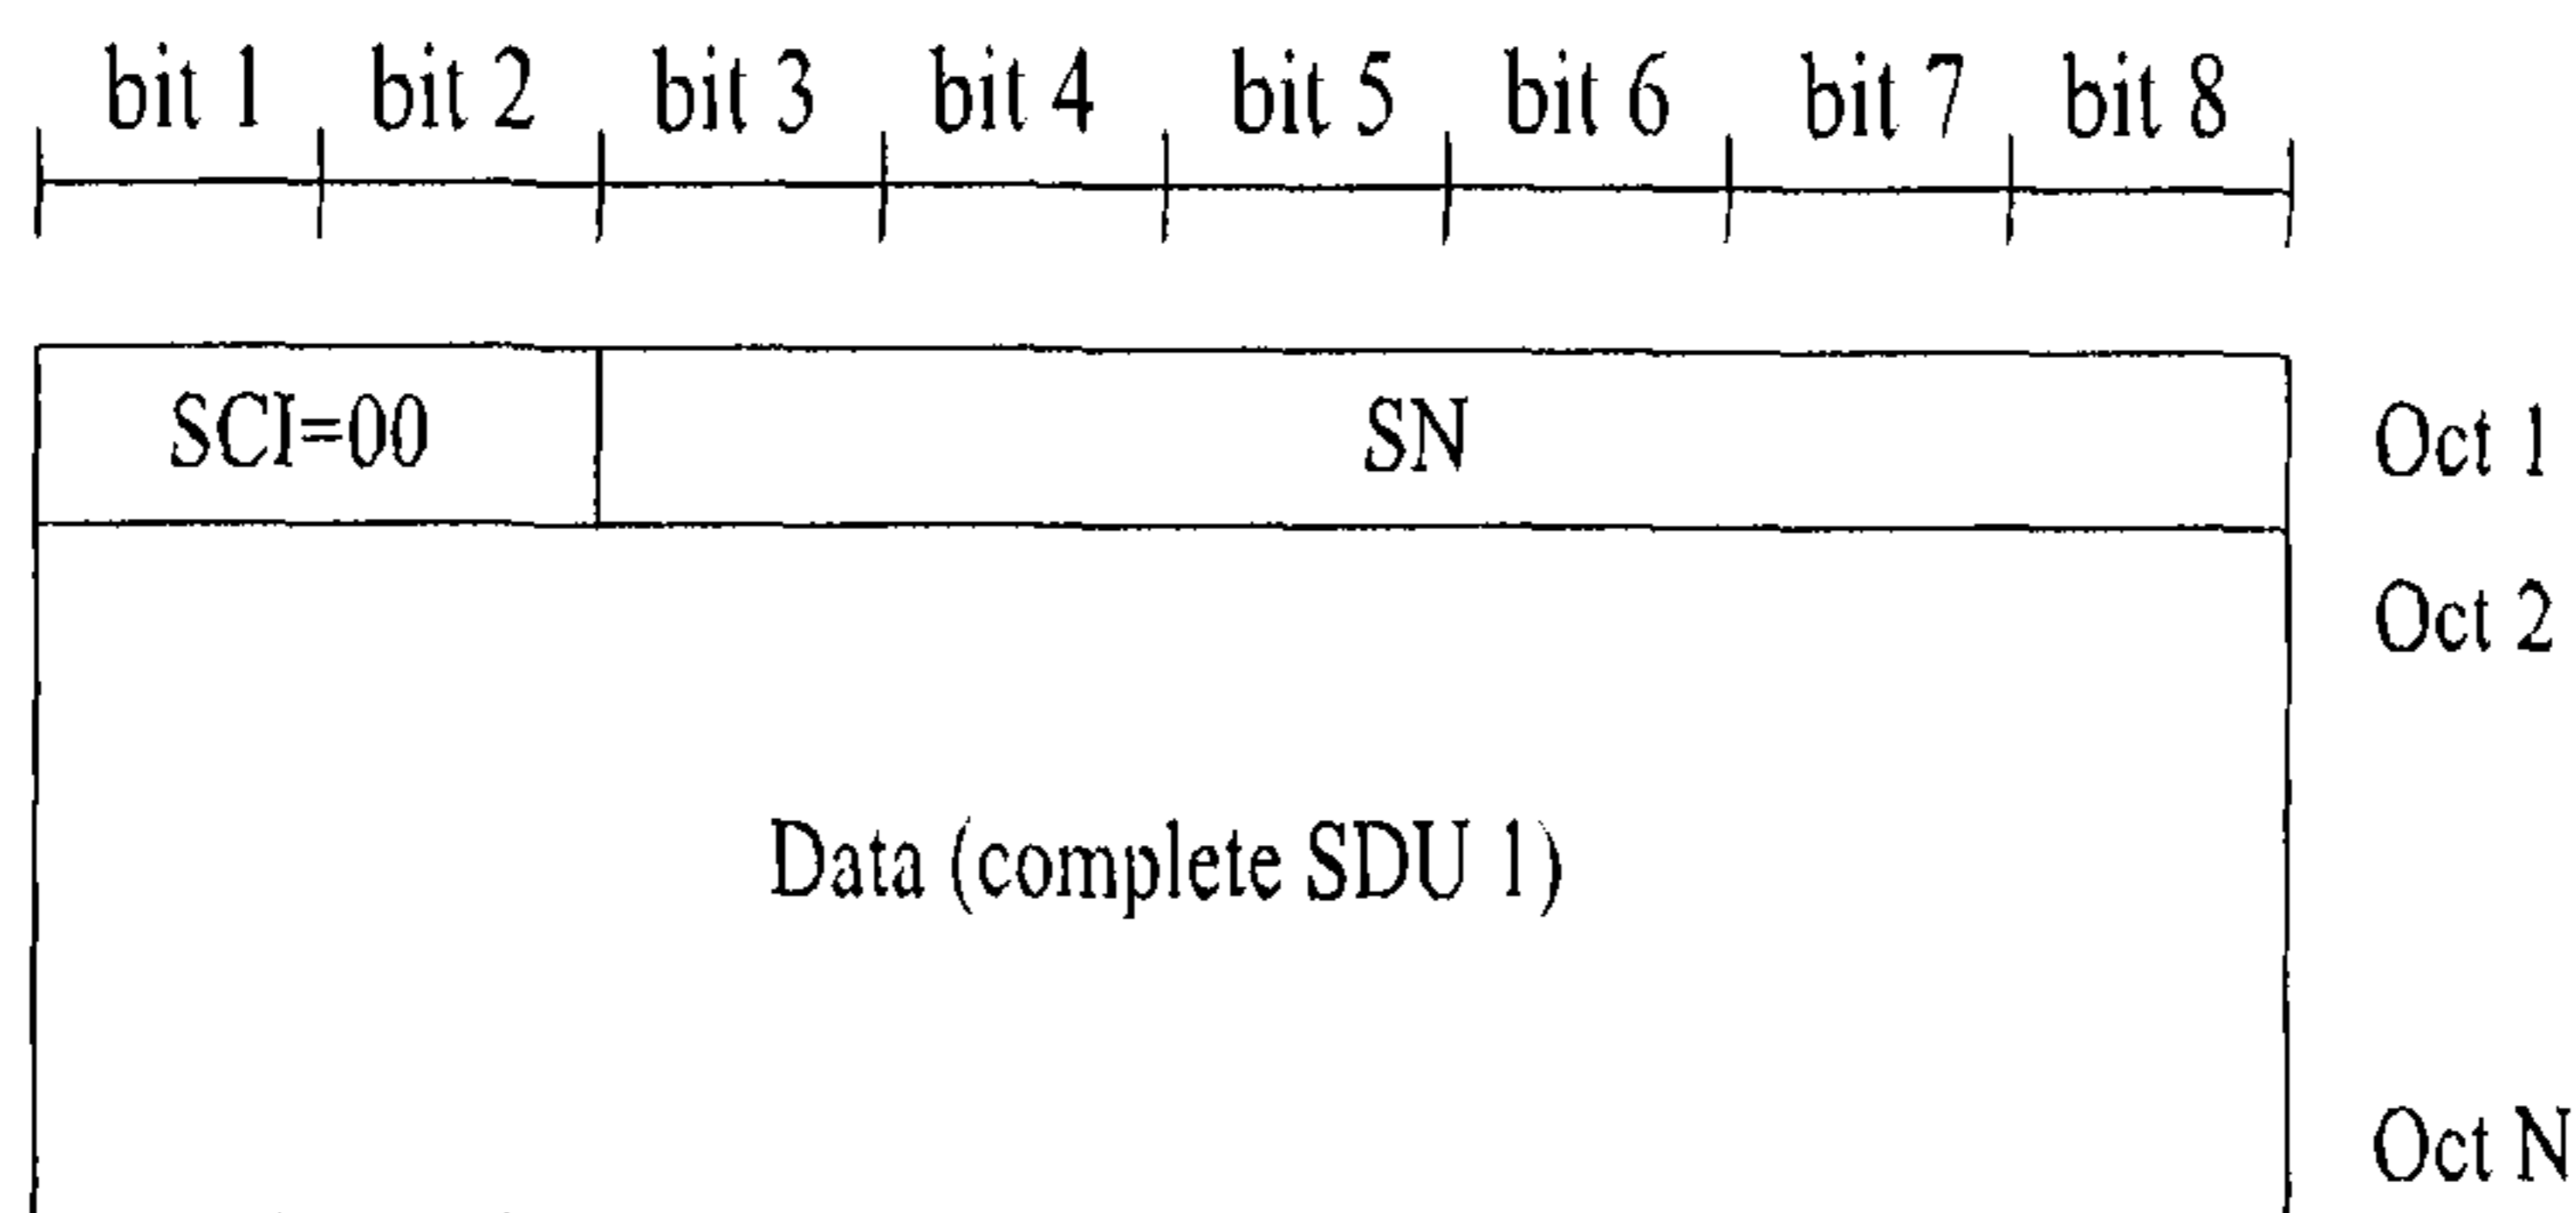 bit 1 bit 2 bit 3 bit 4 bit 5 bit 6 bit 7 bit 8
SCI=00 SN Oct 1
Oct 2
Data (complete SDU 1)
Oct N